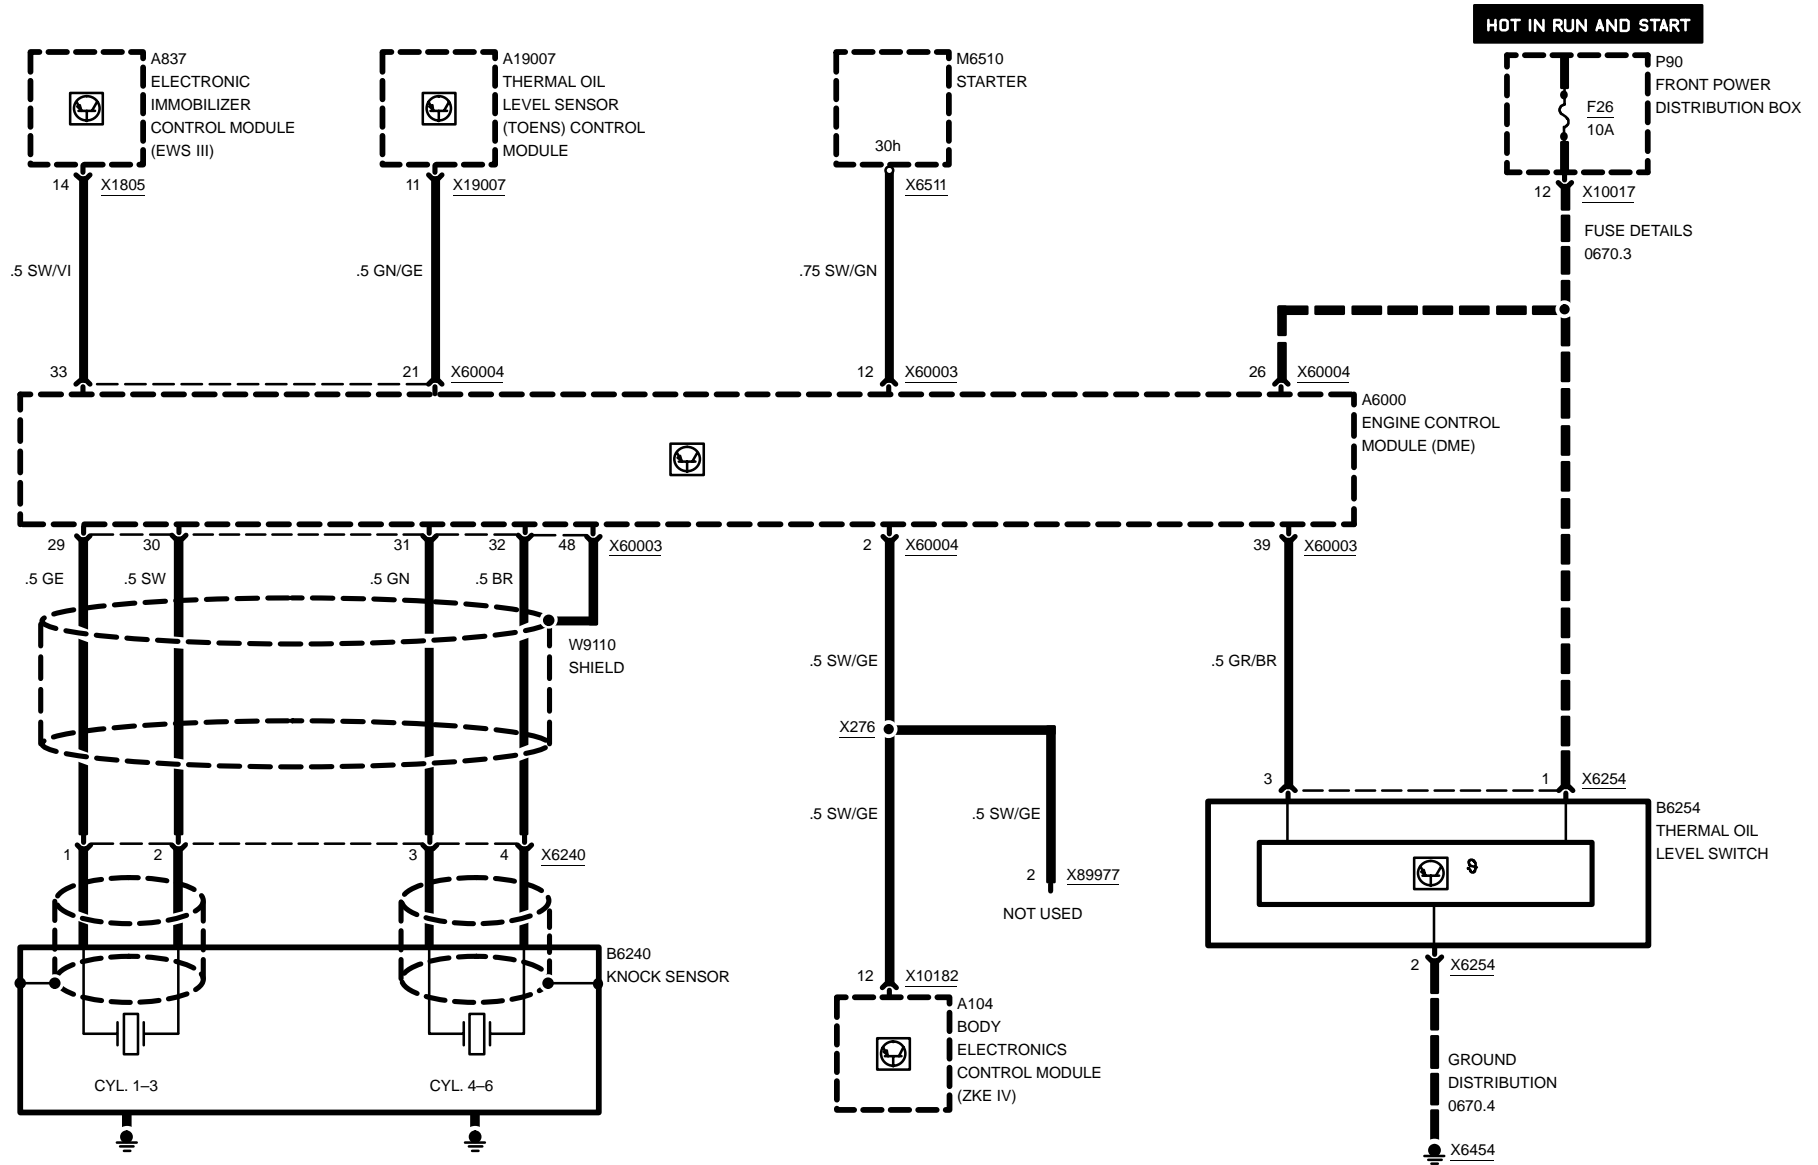 HOT IN RUN AND START
A837
ELECTRONIC
IMMOBILIZER
CONTROL MODULE
(EWS III)
A19007
THERMAL OIL
LEVEL SENSOR
(TOENS) CONTROL
MODULE
M6510
STARTER
30h
P90
FRONT POWER
DISTRIBUTION BOX
F26
10A
14 X1805
11 X19007
X6511
12 X10017
FUSE DETAILS
0670.3
.5 SW/VI
.5 GN/GE
.75 SW/GN
33
21 X60004
12 X60003
26 X60004
A6000
ENGINE CONTROL
MODULE (DME)
29
30
31
32
48 X60003
2 X60004
39 X60003
.5 GE
.5 SW
.5 GN
.5 BR
W9110
SHIELD
.5 SW/GE
.5 GR/BR
X276
.5 SW/GE
.5 SW/GE
3
1 X6254
B6254
THERMAL OIL
LEVEL SWITCH
ϑ
1
2
3
4 X6240
2 X89977
NOT USED
B6240
KNOCK SENSOR
CYL. 1–3
CYL. 4–6
12 X10182
A104
BODY
ELECTRONICS
CONTROL MODULE
(ZKE IV)
2 X6254
GROUND
DISTRIBUTION
0670.4
X6454